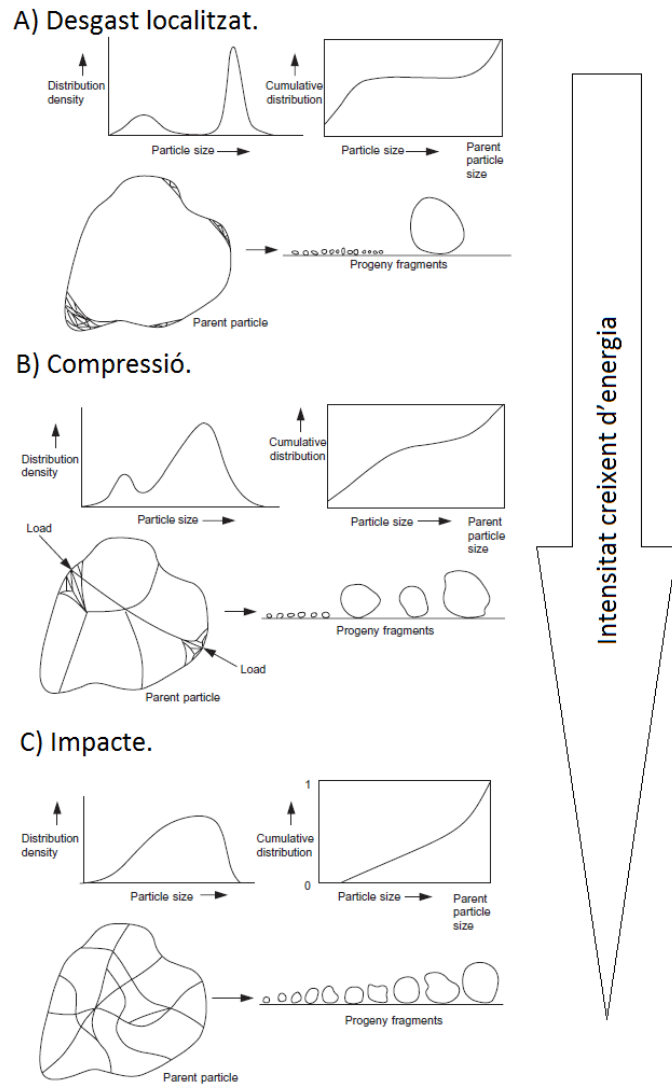 A) Desgast localitzat.
Distribution
density
Particle size
Cumulative
distribution
Particle size
Parent
particle
size
Progeny fragments
Parent particle
B) Compressió.
Distribution
density
Particle size
Cumulative
distribution
Particle size
Parent
particle
size
Load
Progeny fragments
Load
Parent particle
C) Impacte.
Distribution
density
Particle size
1
Cumulative
distribution
0
Particle size
Parent
particle
size
Progeny fragments
Parent particle
Intensitat creixent d'energia